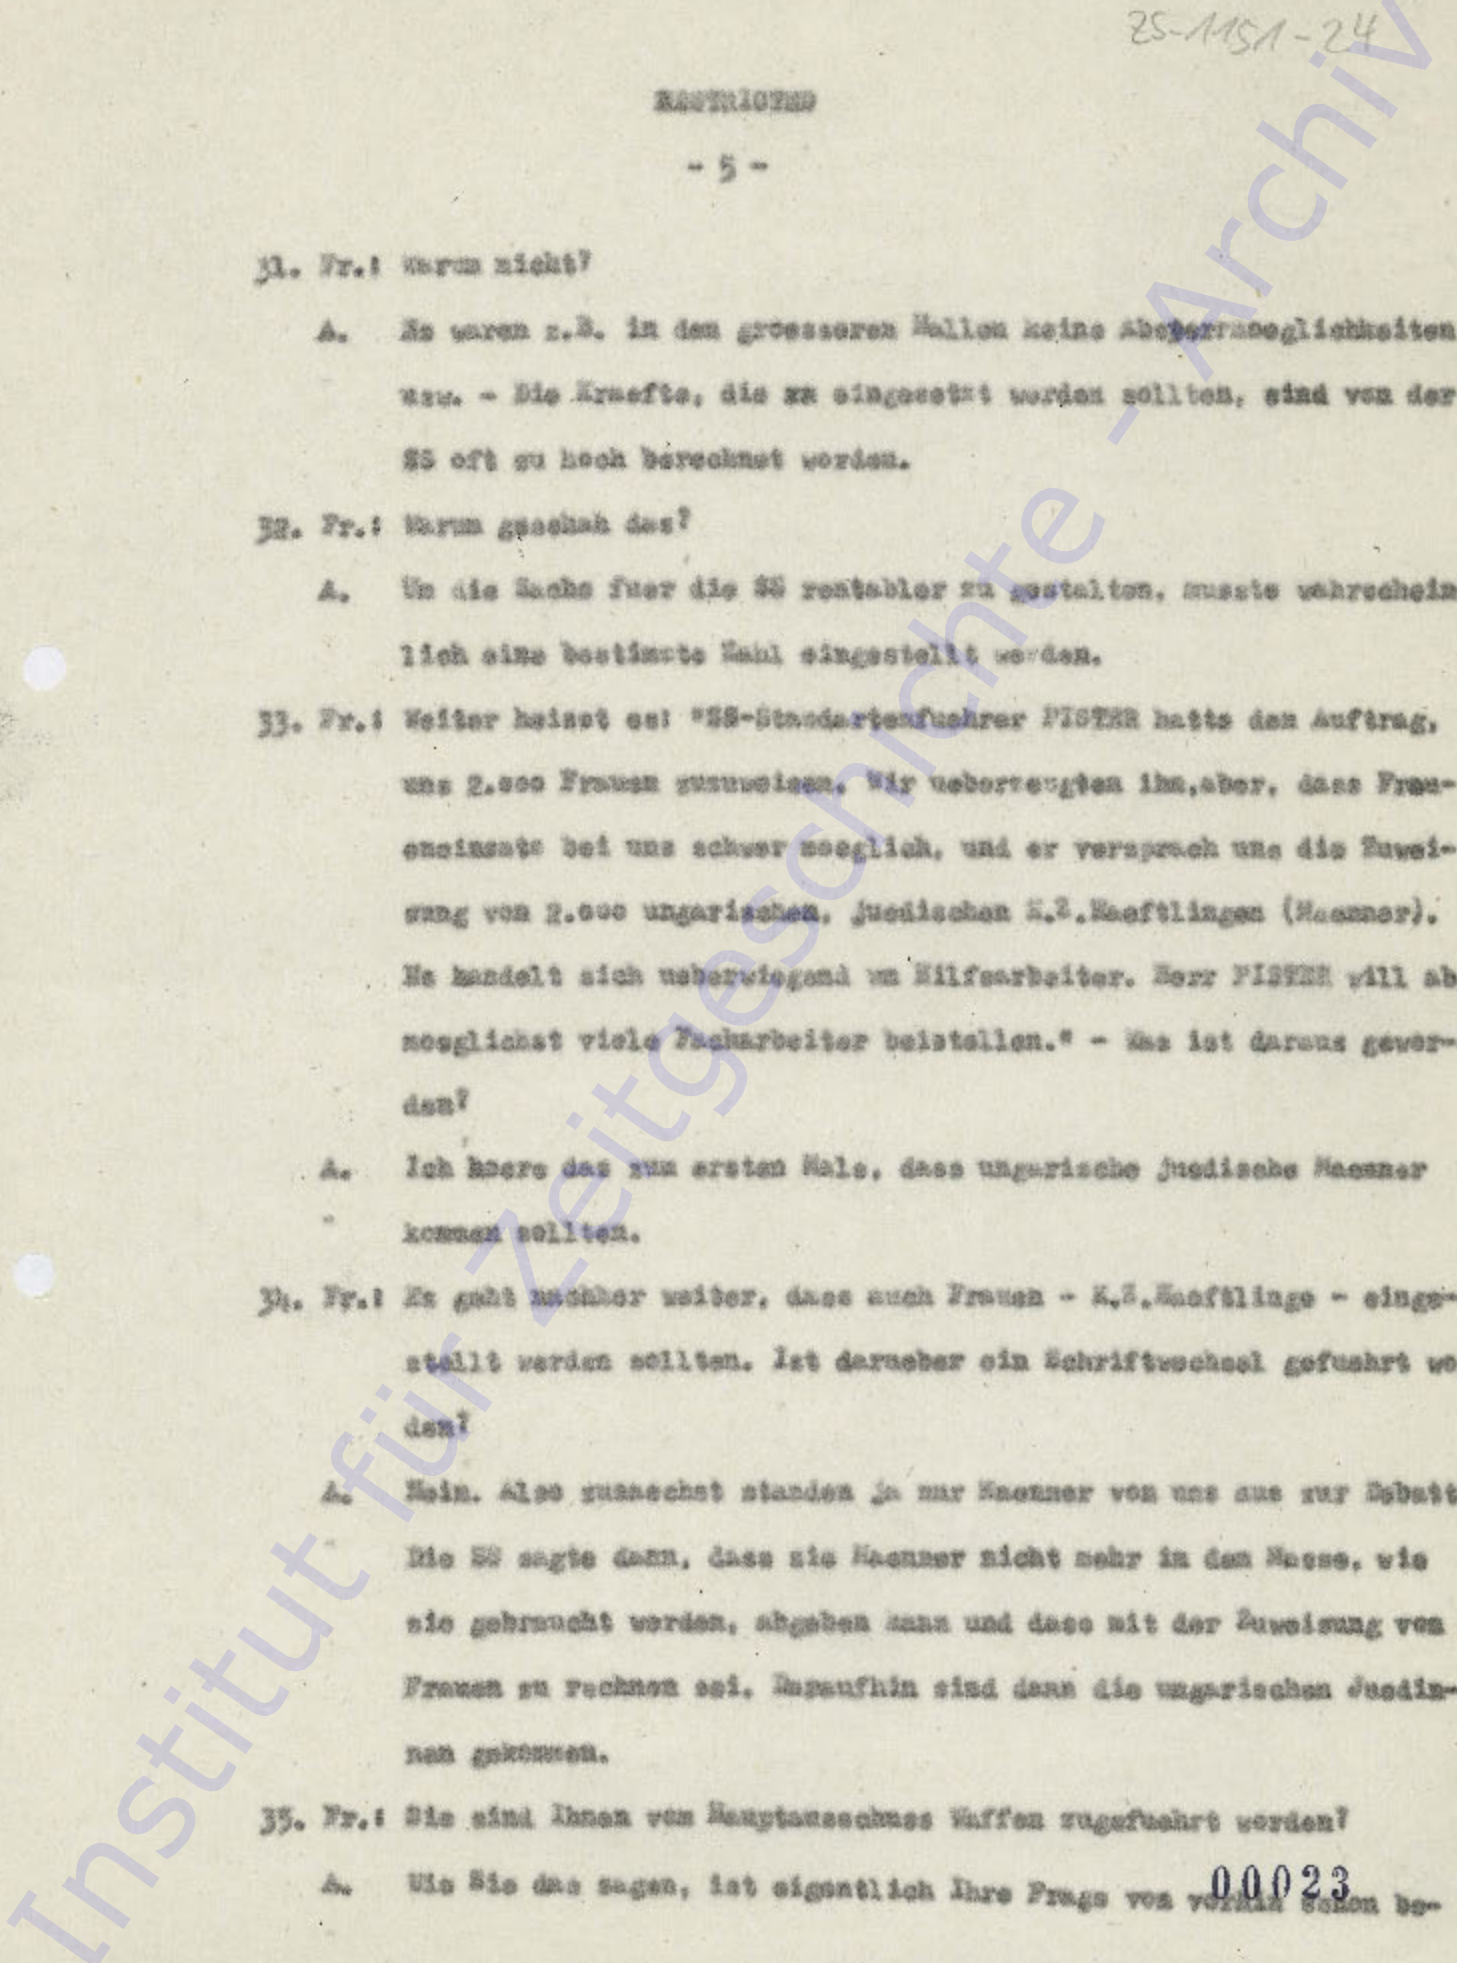 ZS-1151-24
RESTRICTED
- 5 -
31. Fr.: Warum nicht?
A. Es waren z.B. in den groesseren Hallen keine Absperrmoeglichkeiten
usw. - Die Kraefte, die xx eingesetzt werden sollten, sind von der
SS oft zu hoch berechnet worden.
32. Fr.: Warum geschah das?
A. Um die Sache fuer die SS rentabler zu gestalten, musste wahrschein
lich eine bestimmte Zahl eingestellt werden.
33. Fr.: Weiter heisst es: "SS-Standartenfuehrer PISTER hatte den Auftrag,
uns 2.000 Frauen zuzuweisen. Wir ueberzeugten ihn,aber, dass Frau-
eneinsatz bei uns schwer moeglich, und er versprach uns die Zuwei-
sung von 2.000 ungarischen, juedischen K.Z.Haeftlingen (Maenner).
Es handelt sich ueberwiegend um Hilfsarbeiter. Herr PISTER will ab
moeglichst viele Facharbeiter beistellen." - Was ist daraus gewor-
den?
A. Ich hoere das zum ersten Male, dass ungarische juedische Maenner
kommen sollten.
34. Fr.: Es geht nachher weiter, dass auch Frauen - K.Z.Haeftlinge - einge-
stellt werden sollten. Ist darueber ein Schriftwechsel gefuehrt wo
den?
A. Nein. Also zunaechst standen ja nur Maenner von uns aus zur Debatt
Die SS sagte dann, dass sie Maenner nicht mehr in dem Masse, wie
sie gebraucht werden, abgeben kann und dass mit der Zuweisung von
Frauen zu rechnen sei. Daraufhin sind dann die ungarischen Juedin-
nen gekommen.
35. Fr.: Sie sind Ihnen vom Hauptausschuss Waffen zugefuehrt worden?
A. Wie Sie das sagen, ist eigentlich Ihre Frage von vorhin schon be-
00023
Institut für Zeitgeschichte - Archiv